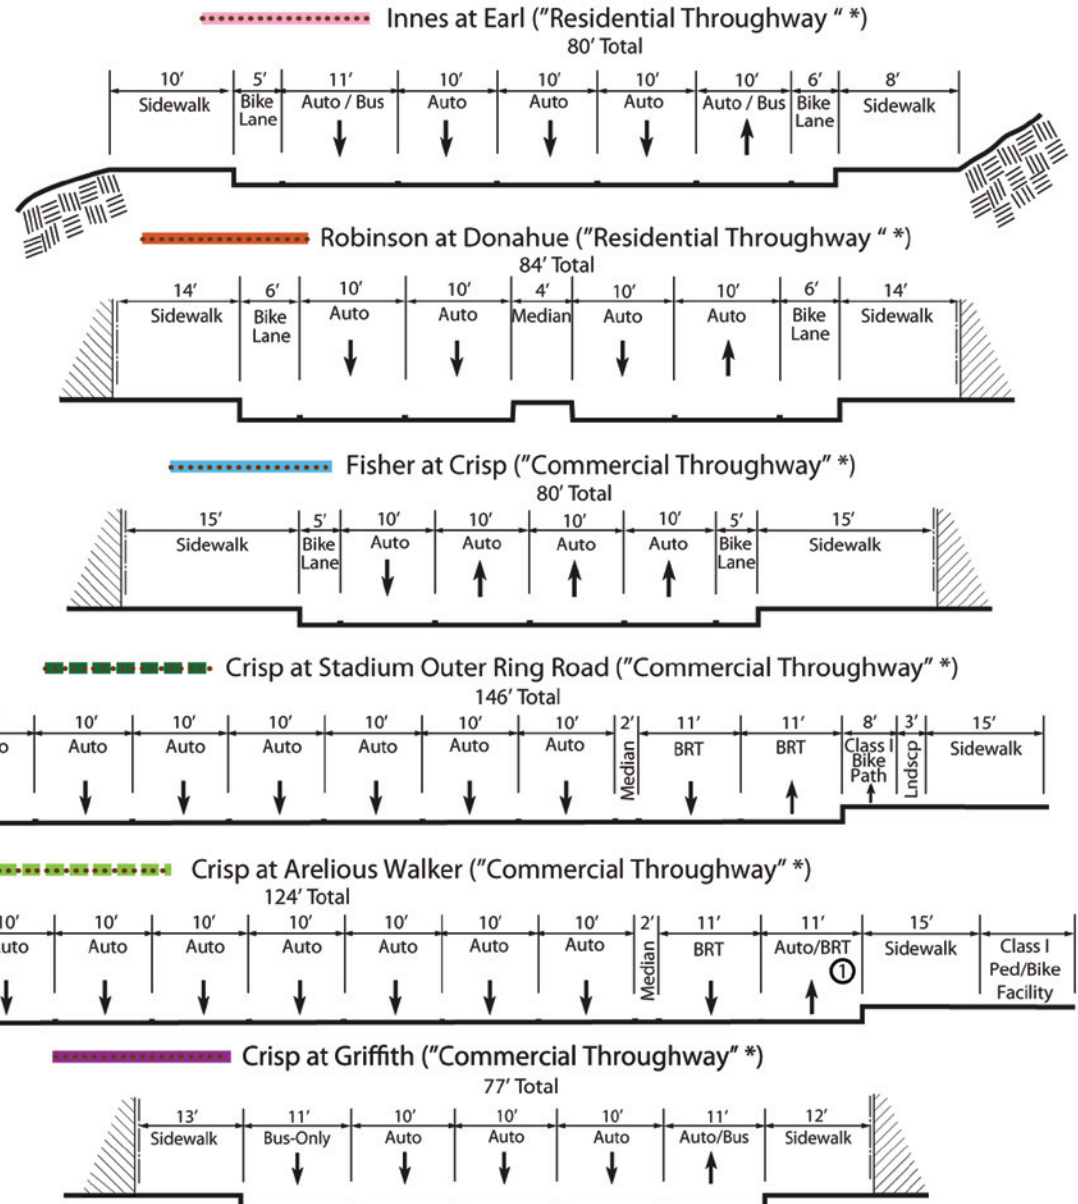 Innes at Earl ("Residential Throughway " *)
80' Total
10' 5' 11' 10' 10' 10' 10' 6' 8'
Sidewalk Bike Lane Auto / Bus Auto Auto Auto Auto / Bus Bike Lane Sidewalk
Robinson at Donahue ("Residential Throughway " *)
84' Total
14' 6' 10' 10' 4' 10' 10' 6' 14'
Sidewalk Bike Lane Auto Auto Median Auto Auto Bike Lane Sidewalk
Fisher at Crisp ("Commercial Throughway" *)
80' Total
15' 5' 10' 10' 10' 10' 5' 15'
Sidewalk Bike Lane Auto Auto Auto Auto Bike Lane Sidewalk
Crisp at Stadium Outer Ring Road ("Commercial Throughway" *)
146' Total
10' 10' 10' 10' 10' 10' 2' 11' 11' 8' 3' 15'
o Auto Auto Auto Auto Auto Auto Median BRT BRT Class I Bike Path Lndscp Sidewalk
Crisp at Arelious Walker ("Commercial Throughway" *)
124' Total
10' 10' 10' 10' 10' 10' 10' 2' 11' 11' 15'
uto Auto Auto Auto Auto Auto Auto Median BRT Auto/BRT 1 Sidewalk Class I Ped/Bike Facility
Crisp at Griffith ("Commercial Throughway" *)
77' Total
13' 11' 10' 10' 10' 11' 12'
Sidewalk Bus-Only Auto Auto Auto Auto/Bus Sidewalk